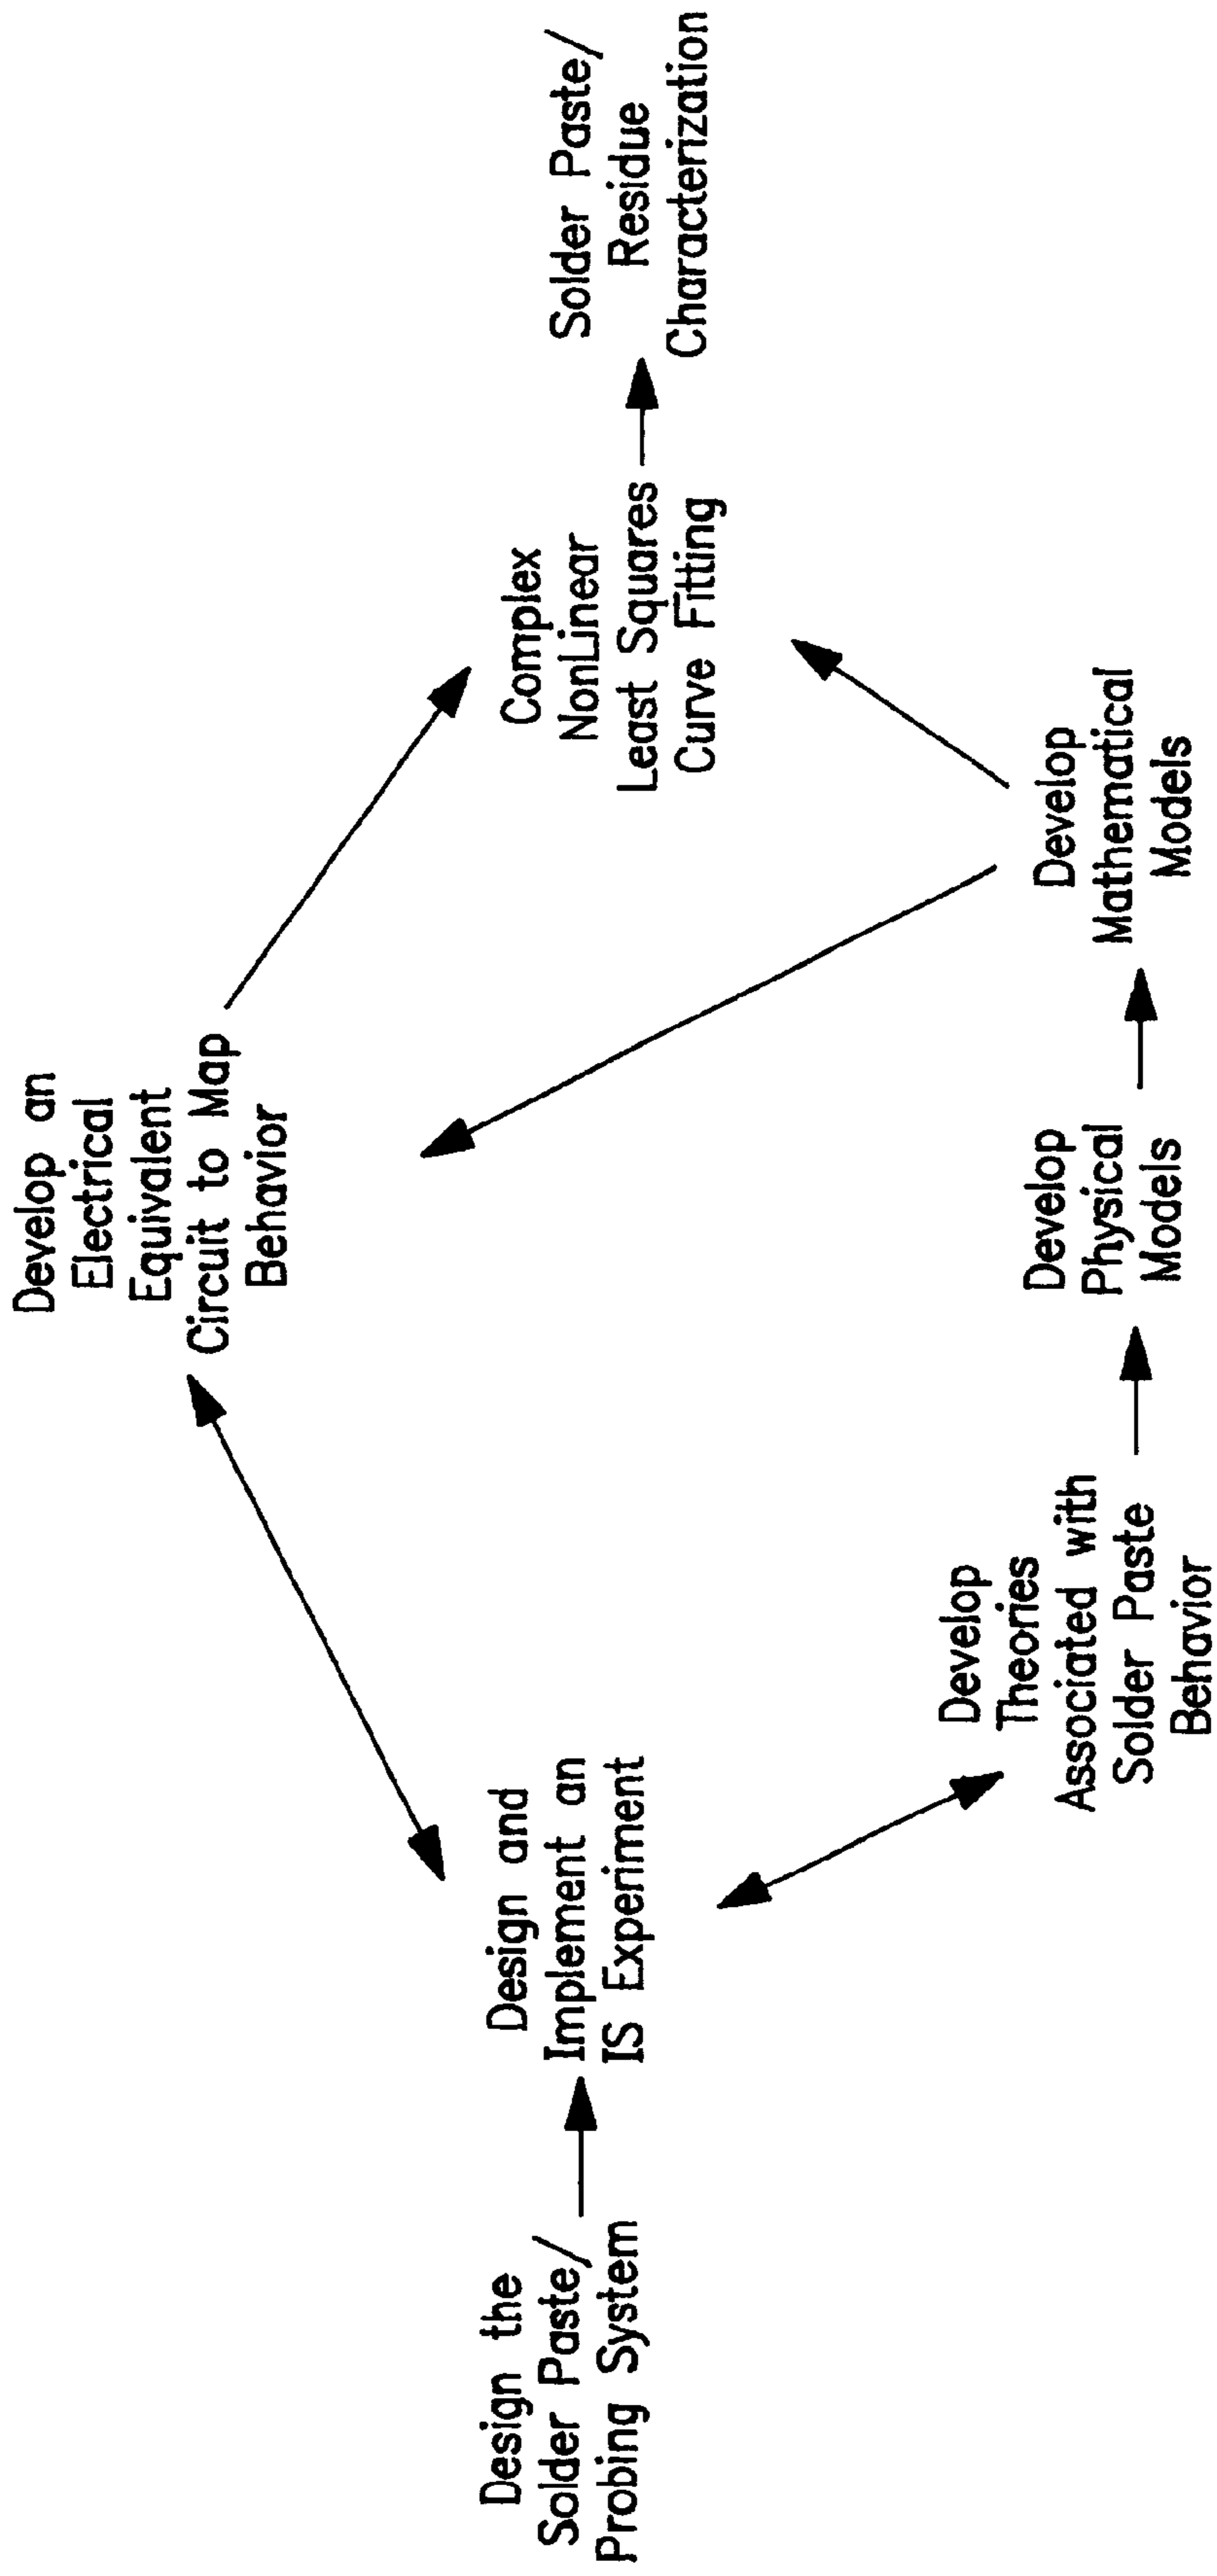 Design the
Solder Paste/
Probing System
Design and
Implement an
IS Experiment
Develop an
Electrical
Equivalent
Circuit to Map
Behavior
Develop
Theories
Associated with
Solder Paste
Behavior
Develop
Physical
Models
Develop
Mathematical
Models
Complex
NonLinear
Least Squares
Curve Fitting
Solder Paste/
Residue
Characterization